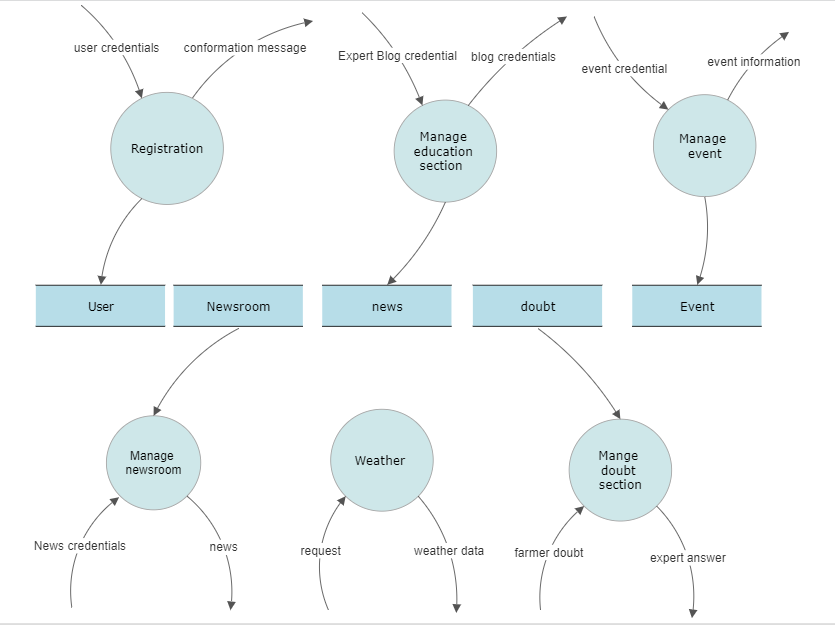 user credentials
conformation message
Expert Blog credential
blog credentials
event credential
event information
Registration
Manage
education
section
Manage
event
User
Newsroom
news
doubt
Event
Manage
newsroom
Weather
Mange
doubt
section
News credentials
news
request
weather data
farmer doubt
expert answer